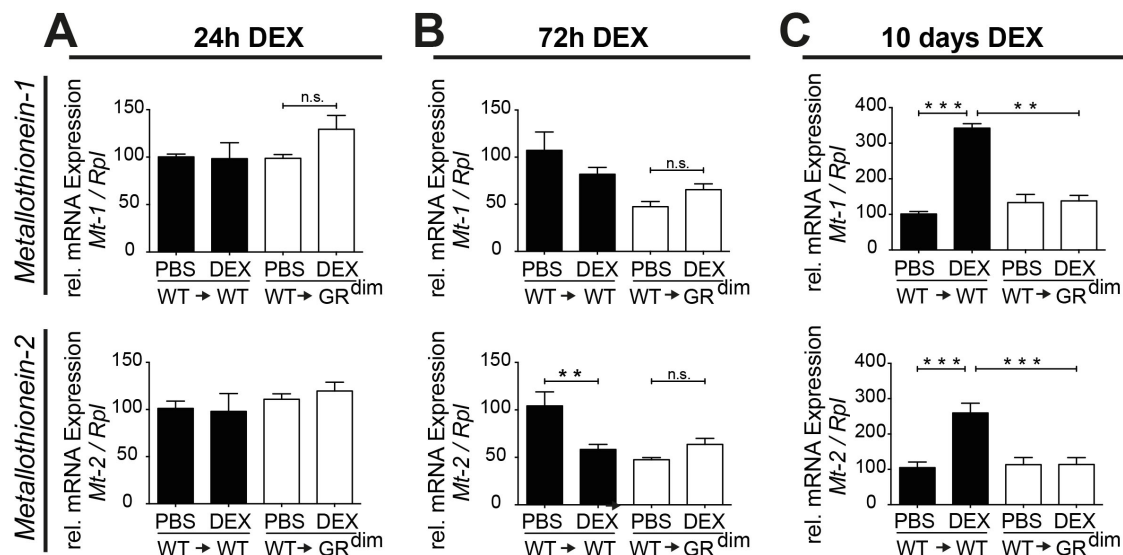 A 24h DEX
B 72h DEX
C 10 days DEX
Metallothionein-1
rel. mRNA Expression
Mt-1 / Rpl
150
100
50
0
n.s.
PBS DEX PBS DEX
WT → WT WT → GR dim
rel. mRNA Expression
Mt-1 / Rpl
150
100
50
0
n.s.
PBS DEX PBS DEX
WT → WT WT → GR dim
rel. mRNA Expression
Mt-1 / Rpl
400
300
200
100
0
*** **
PBS DEX PBS DEX
WT → WT WT → GR dim
Metallothionein-2
rel. mRNA Expression
Mt-2 / Rpl
150
100
50
0
PBS DEX PBS DEX
WT → WT WT → GR dim
rel. mRNA Expression
Mt-2 / Rpl
150
100
50
0
** n.s.
PBS DEX PBS DEX
WT → WT WT → GR dim
rel. mRNA Expression
Mt-2 / Rpl
400
300
200
100
0
*** ***
PBS DEX PBS DEX
WT → WT WT → GR dim